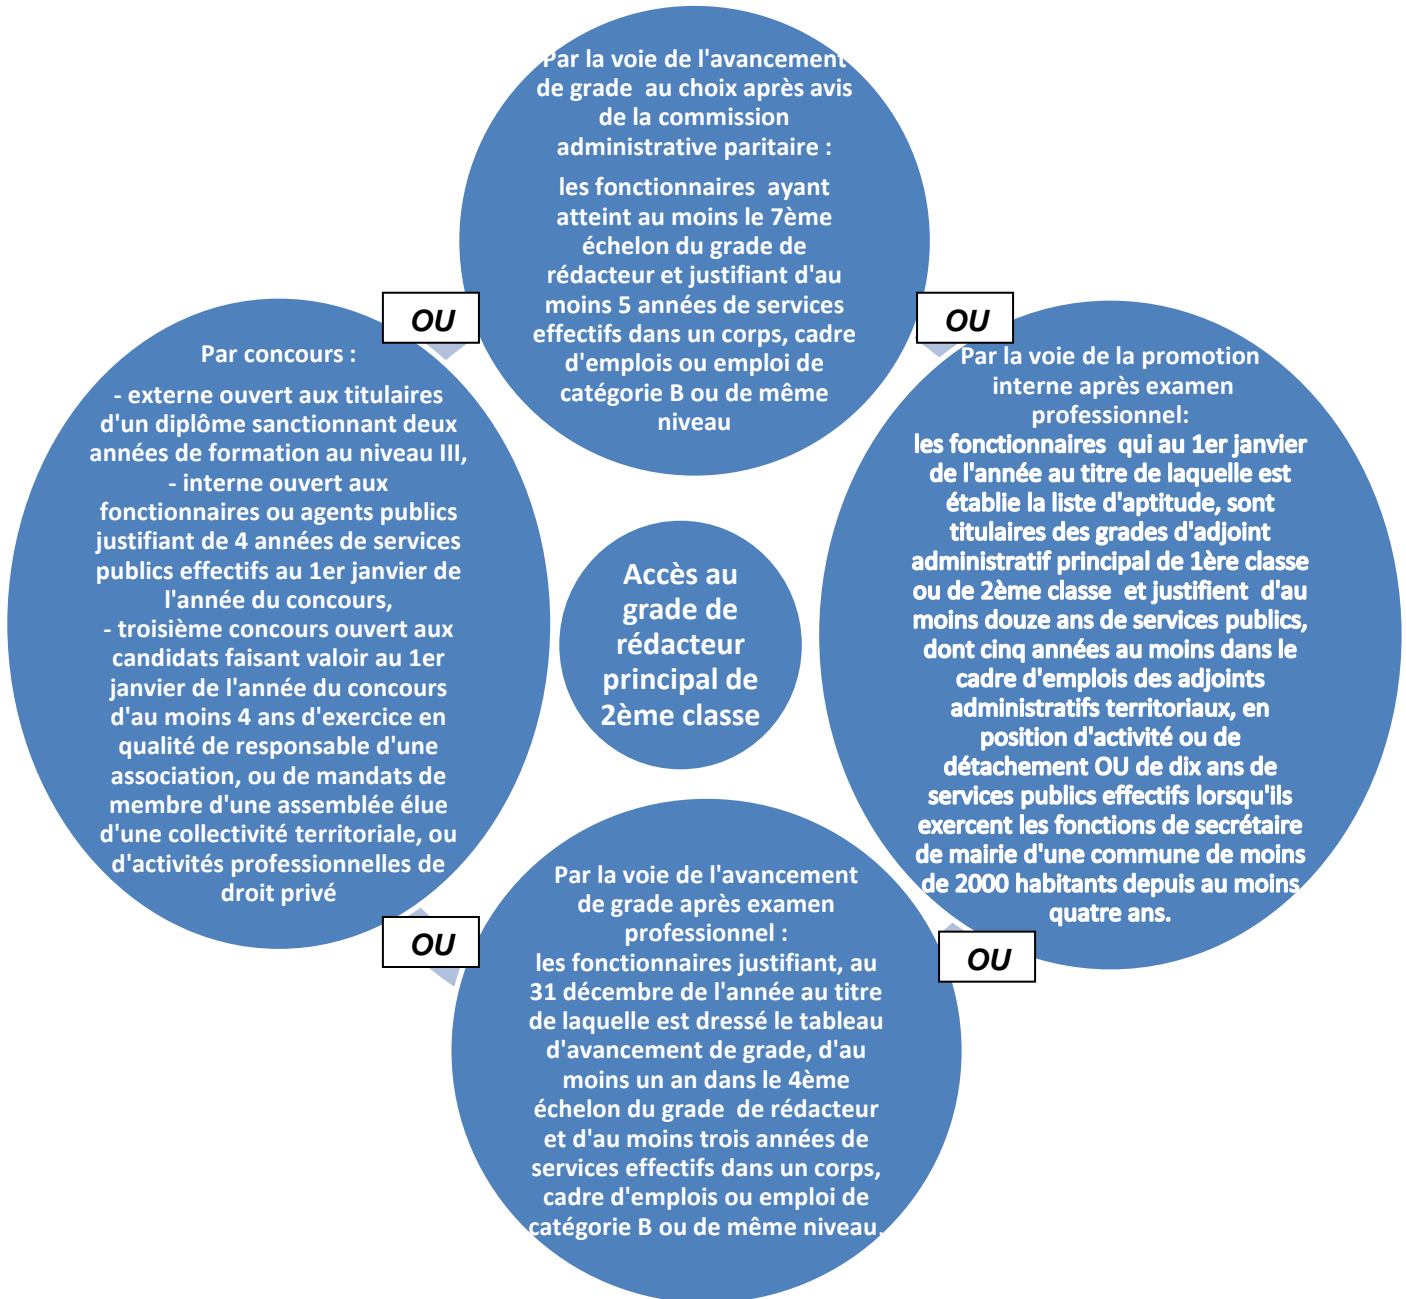 Par la voie de l'avancement
de grade au choix après avis
de la commission
administrative paritaire :
les fonctionnaires ayant
atteint au moins le 7ème
échelon du grade de
rédacteur et justifiant d'au
moins 5 années de services
effectifs dans un corps, cadre
d'emplois ou emploi de
catégorie B ou de même
niveau
OU
OU
Par concours :
- externe ouvert aux titulaires
d'un diplôme sanctionnant deux
années de formation au niveau III,
- interne ouvert aux
fonctionnaires ou agents publics
justifiant de 4 années de services
publics effectifs au 1er janvier de
l'année du concours,
- troisième concours ouvert aux
candidats faisant valoir au 1er
janvier de l'année du concours
d'au moins 4 ans d'exercice en
qualité de responsable d'une
association, ou de mandats de
membre d'une assemblée élue
d'une collectivité territoriale, ou
d'activités professionnelles de
droit privé
Accès au
grade de
rédacteur
principal de
2ème classe
Par la voie de la promotion
interne après examen
professionnel:
les fonctionnaires qui au 1er janvier
de l'année au titre de laquelle est
établie la liste d'aptitude, sont
titulaires des grades d'adjoint
administratif principal de 1ère classe
ou de 2ème classe et justifient d'au
moins douze ans de services publics,
dont cinq années au moins dans le
cadre d'emplois des adjoints
administratifs territoriaux, en
position d'activité ou de
détachement OU de dix ans de
services publics effectifs lorsqu'ils
exercent les fonctions de secrétaire
de mairie d'une commune de moins
de 2000 habitants depuis au moins
quatre ans.
OU
OU
Par la voie de l'avancement
de grade après examen
professionnel :
les fonctionnaires justifiant, au
31 décembre de l'année au titre
de laquelle est dressé le tableau
d'avancement de grade, d'au
moins un an dans le 4ème
échelon du grade de rédacteur
et d'au moins trois années de
services effectifs dans un corps,
cadre d'emplois ou emploi de
catégorie B ou de même niveau.